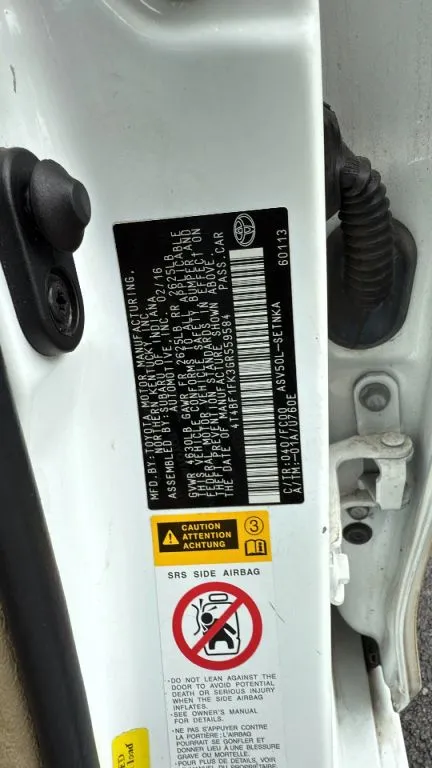 MFD.BY:TOYOTA MOTOR MANUFACTURING,
NORTHERN KENTUCKY, INC.
ASSEMBLED BY:SUBARU OF INDIANA
AUTOMOTIVE, INC. 02/16
GVWR 4630LB GAWR FR 2625LB RR 2625LB
THIS VEHICLE CONFORMS TO ALL APPLICABLE
FEDERAL MOTOR VEHICLE SAFETY, BUMPER, AND
THEFT PREVENTION STANDARDS IN EFFECT ON
THE DATE OF MANUFACTURE SHOWN ABOVE.
4T4BF1FK3GR559584 PASS.CAR
C/TR:040/FC00 ASV50L-SETNKA
A/TM:-01A/U760E 60113
CAUTION
ATTENTION
ACHTUNG
3
i
SRS SIDE AIRBAG
·DO NOT LEAN AGAINST THE
DOOR TO AVOID POTENTIAL
DEATH OR SERIOUS INJURY
WHEN THE SIDE AIRBAG
INFLATES.
·SEE OWNER'S MANUAL
FOR DETAILS.
·NE PAS S'APPUYER CONTRE
LA PORTIÈRE;L'AIRBAG
POURRAIT SE GONFLER ET
DONNER LIEU À UNE BLESSURE
GRAVE OU MORTELLE.
load